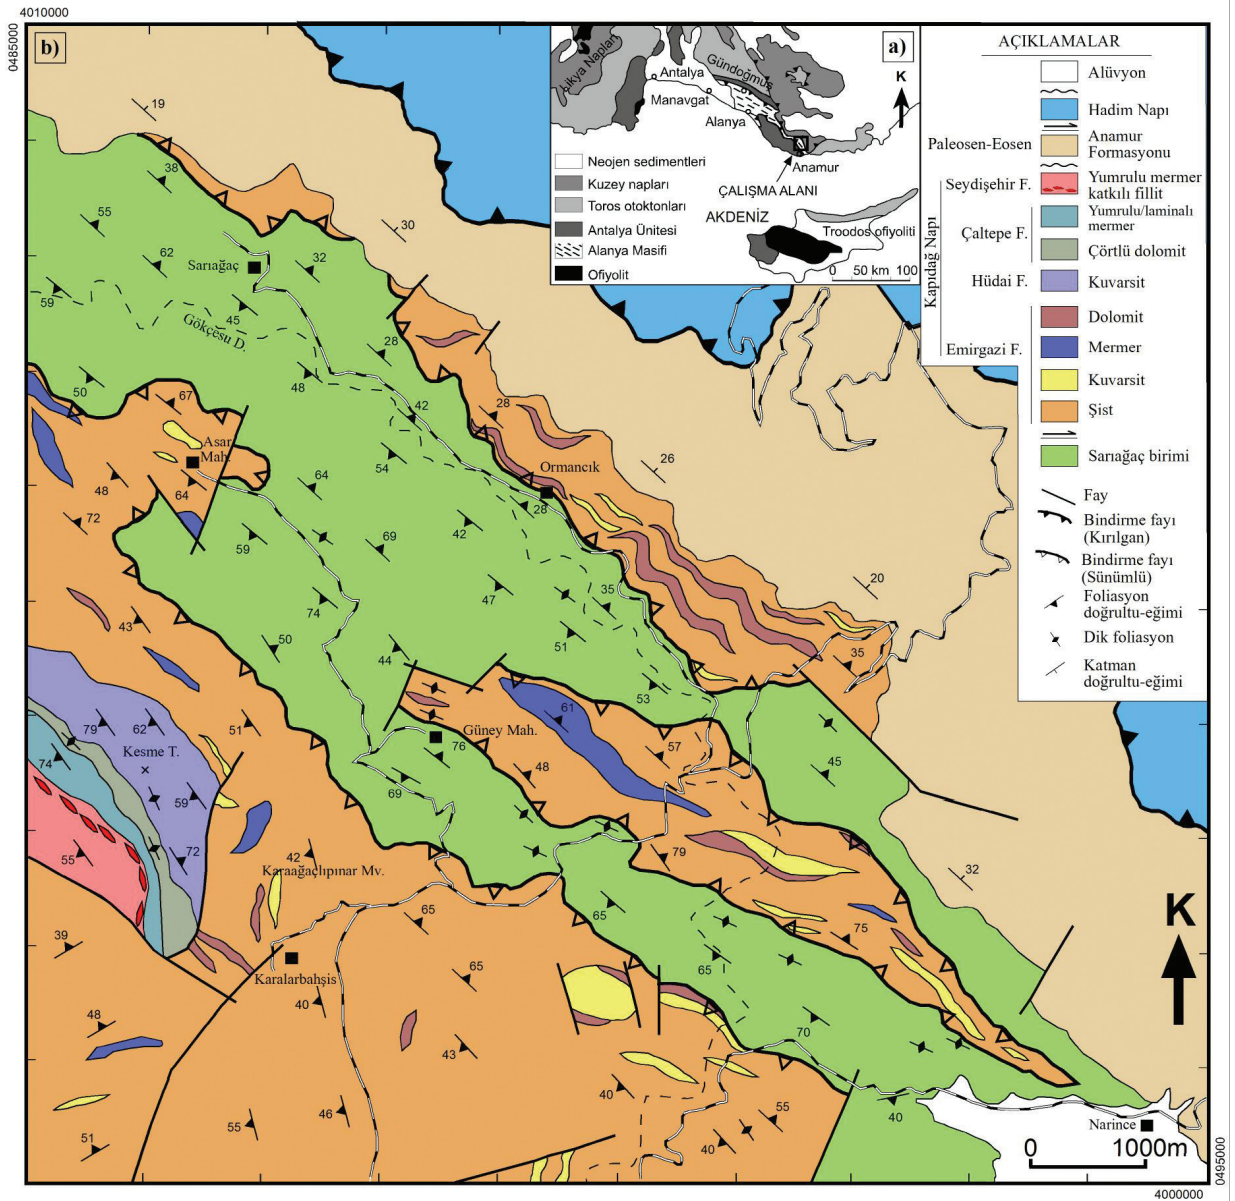 4010000
0485000
b)
a)
Likya Napları
Antalya
Gündoğmuş
K
Manavgat
Alanya
Anamur
ÇALIŞMA ALANI
AKDENİZ
Troodos ofiyoliti
0 50 km 100
Neojen sedimentleri
Kuzey napları
Toros otoktonları
Antalya Ünitesi
Alanya Masifi
Ofiyolit
AÇIKLAMALAR
Alüvyon
Hadim Napı
Paleosen-Eosen
Anamur
Formasyonu
Kapıdağ Napı
Seydişehir F.
Yumrulu mermer
katkılı fillit
Çaltepe F.
Yumrulu/laminalı
mermer
Çörtlü dolomit
Hüdai F.
Kuvarsit
Emirgazi F.
Dolomit
Mermer
Kuvarsit
Şist
Sarıağaç birimi
Fay
Bindirme fayı
(Kırılgan)
Bindirme fayı
(Sünümlü)
Foliasyon
doğrultu-eğimi
Dik foliasyon
Katman
doğrultu-eğimi
19
38
55
30
62
Sarıağaç
32
59
45
Gökçesu D.
28
50
48
67
42
28
Asar
Mah.
54
Ormancık
26
48
64
64
28
72
59
69
42
20
74
47
35
43
50
44
51
35
53
79
62
51
61
Güney Mah.
76
57
Kesme T.
74
48
45
59
69
55
72
42
79
32
Karaağaçlıpınar Mv.
65
65
39
75
65
65
Karalarbahşis
40
K
48
70
43
40
46
55
55
40
40
51
Narince
0 1000m
0495000
4000000